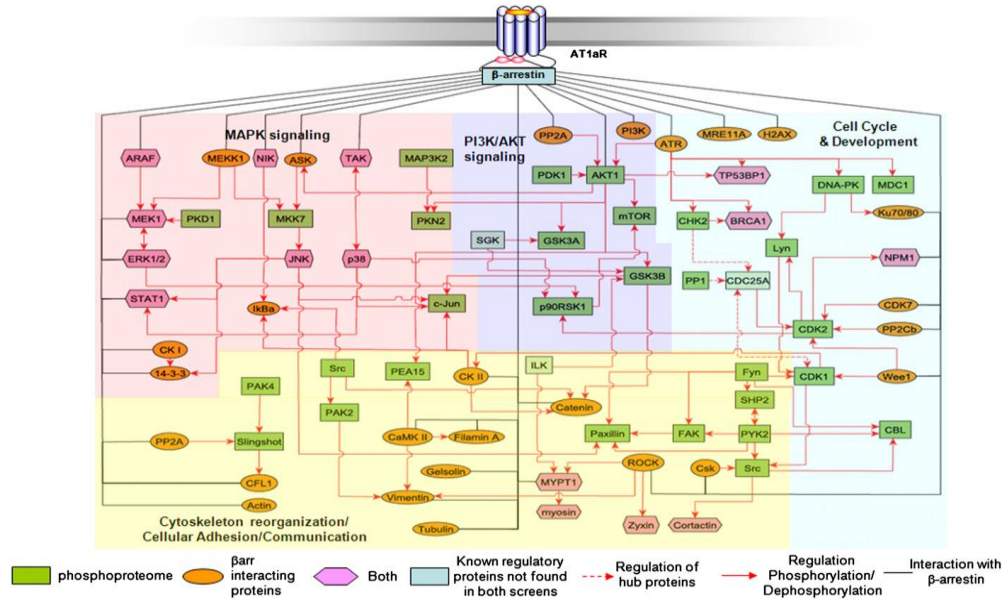 AT1aR
β-arrestin
MAPK signaling
PI3K/AKT
signaling
Cell Cycle
& Development
PP2A
PI3K
ATR
MRE11A
H2AX
ARAF
MEKK1
NIK
ASK
TAK
MAP3K2
PDK1
AKT1
TP53BP1
DNA-PK
MDC1
MEK1
PKD1
MKK7
PKN2
mTOR
CHK2
BRCA1
Ku70/80
SGK
GSK3A
Lyn
ERK1/2
JNK
p38
GSK3B
PP1
CDC25A
NPM1
STAT1
IkBa
c-Jun
p90RSK1
CDK7
CDK2
PP2Cb
CK I
14-3-3
Src
PEA15
CK II
ILK
Fyn
CDK1
Wee1
PAK4
PAK2
Catenin
SHP2
PP2A
Slingshot
CaMK II
Filamin A
Paxillin
FAK
PYK2
CBL
CFL1
Gelsolin
MYPT1
ROCK
Csk
Src
Actin
Vimentin
myosin
Zyxin
Cortactin
Tubulin
Cytoskeleton reorganization/
Cellular Adhesion/Communication
phosphoproteome
βarr
interacting
proteins
Both
Known regulatory
proteins not found
in both screens
Regulation of
hub proteins
Regulation
Phosphorylation/
Dephosphorylation
Interaction with
β-arrestin